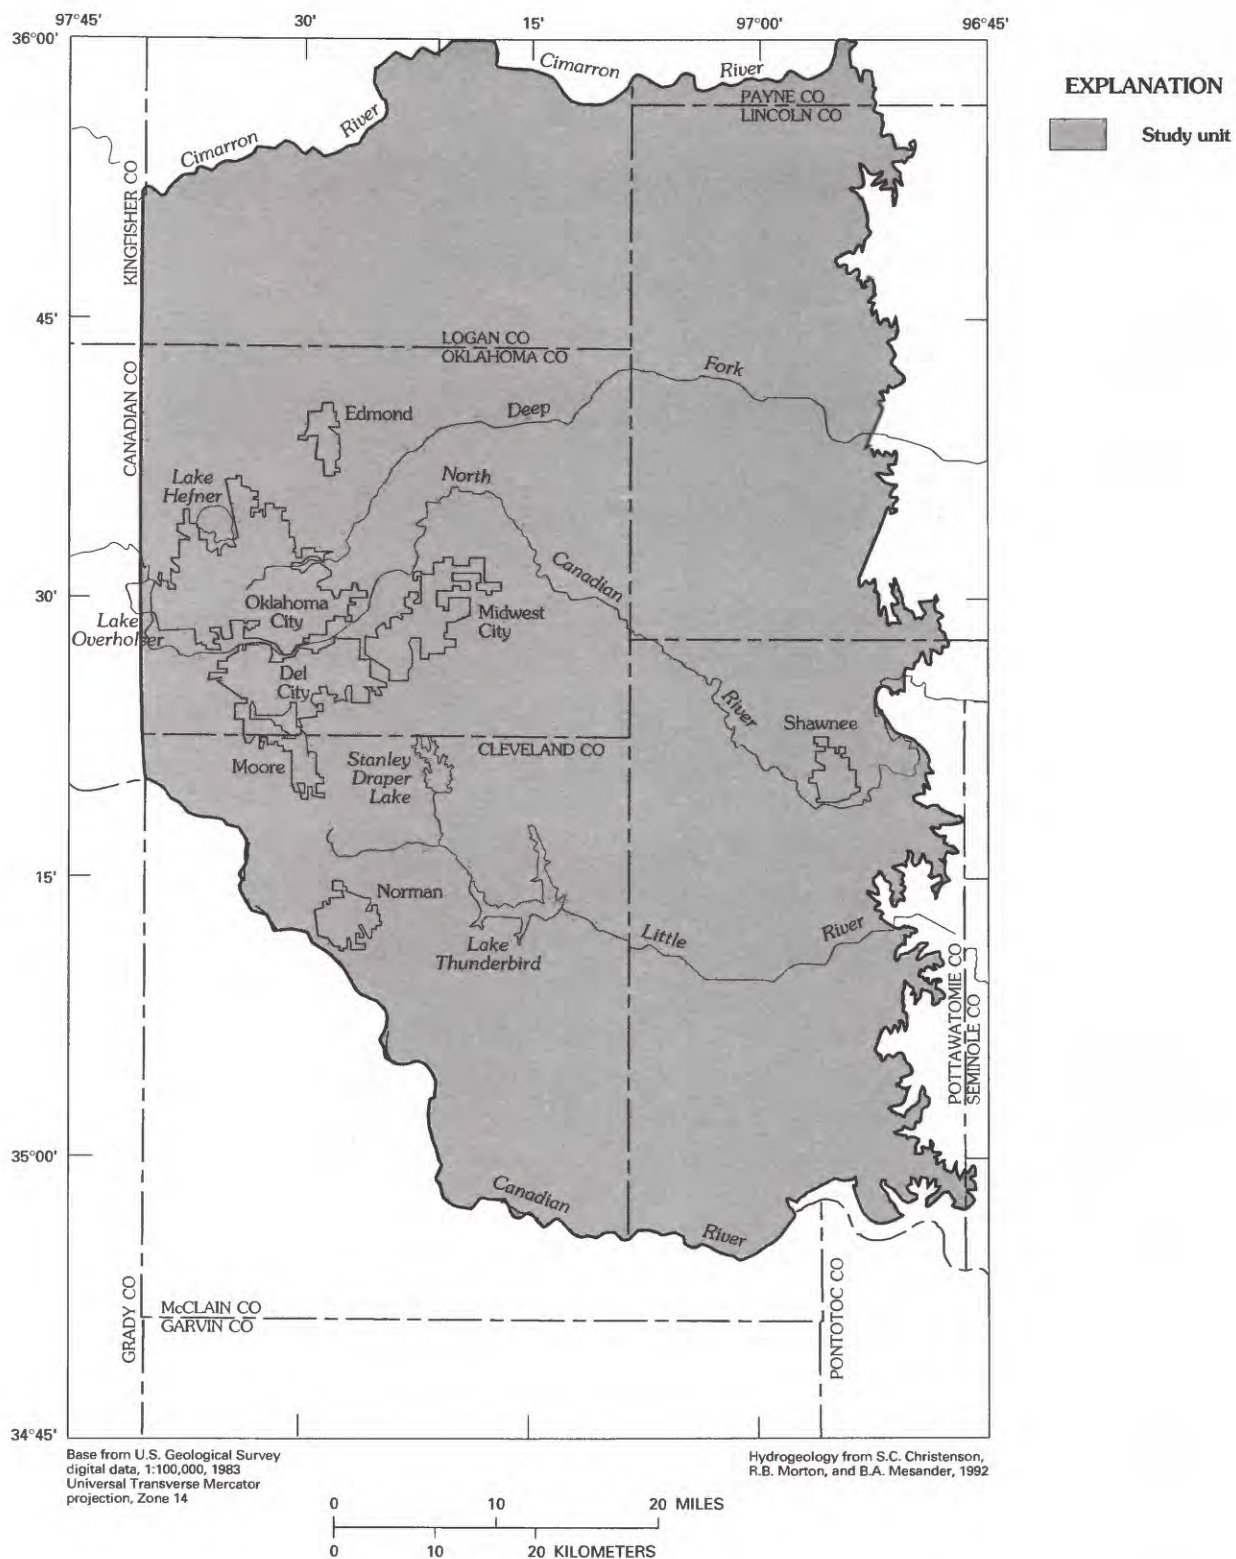 97°45'
30'
15'
97°00'
96°45'
36°00'
Cimarron
River
PAYNE CO
LINCOLN CO
EXPLANATION
Study unit
Cimarron
River
KINGFISHER CO
45'
LOGAN CO
OKLAHOMA CO
Fork
Deep
CANADIAN CO
Edmond
Lake
Hefner
North
Canadian
30'
Oklahoma
City
Midwest
City
Lake
Overholser
Del
City
River
Shawnee
CLEVELAND CO
Moore
Stanley
Draper
Lake
15'
Norman
Little
River
Lake
Thunderbird
POTTAWATOMIE CO
SEMINOLE CO
35°00'
Canadian
River
GRADY CO
McCLAIN CO
GARVIN CO
PONTOTOC CO
34°45'
Base from U.S. Geological Survey
digital data, 1:100,000, 1983
Universal Transverse Mercator
projection, Zone 14
Hydrogeology from S.C. Christenson,
R.B. Morton, and B.A. Mesander, 1992
0 10 20 MILES
0 10 20 KILOMETERS